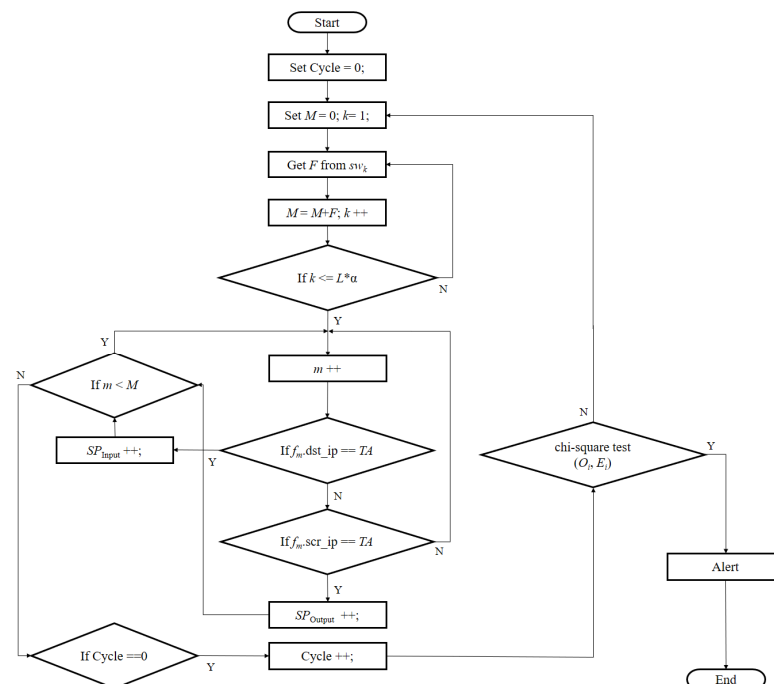 Start
Set Cycle = 0;
Set M = 0; k= 1;
Get F from swk
M = M+F; k ++
If k <= L*α
N
Y
Y
m ++
N
If m < M
N
chi-square test
(Oi, Ei)
Y
SPInput ++;
Y
If fm.dst_ip == TA
N
If fm.scr_ip == TA
N
Y
Alert
SPOutput ++;
If Cycle ==0
Y
Cycle ++;
End